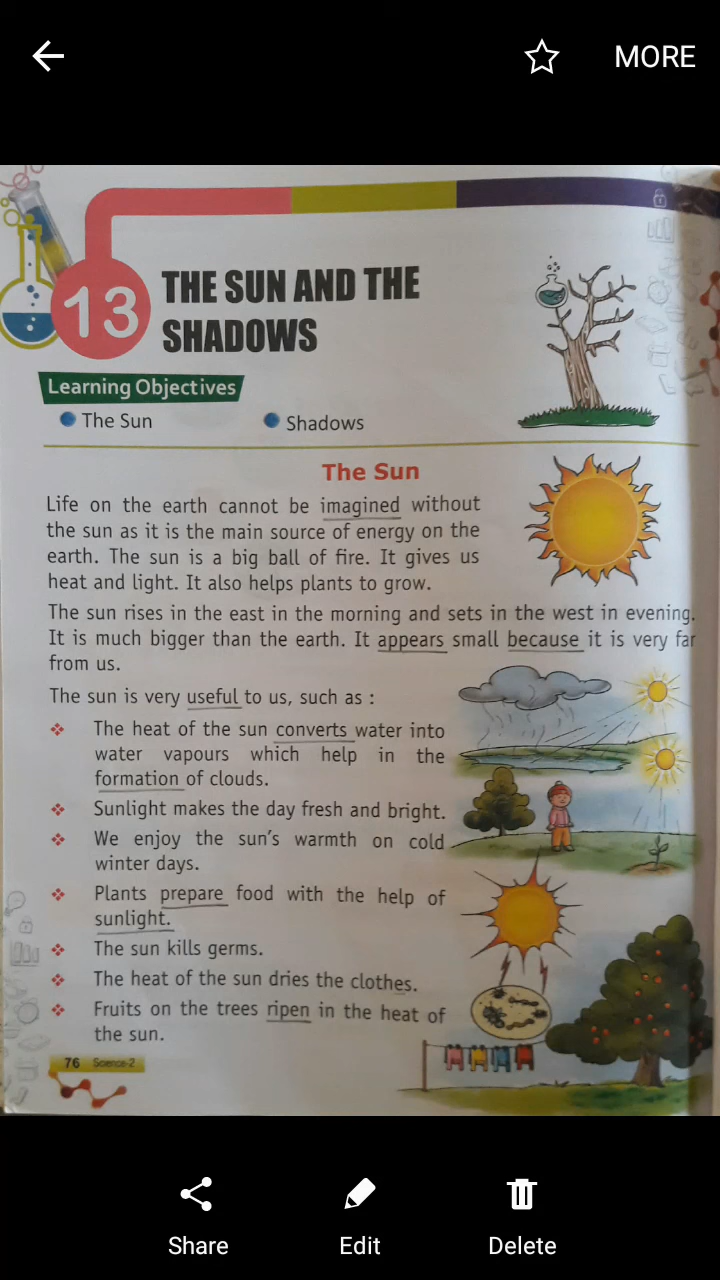 MORE
13
THE SUN AND THE
SHADOWS
Learning Objectives
The Sun
Shadows
The Sun
Life on the earth cannot be imagined without
the sun as it is the main source of energy on the
earth. The sun is a big ball of fire. It gives us
heat and light. It also helps plants to grow.
The sun rises in the east in the morning and sets in the west in evening.
It is much bigger than the earth. It appears small because it is very far
from us.
The sun is very useful to us, such as :
The heat of the sun converts water into
water vapours which help in the
formation of clouds.
Sunlight makes the day fresh and bright.
We enjoy the sun's warmth on cold
winter days.
Plants prepare food with the help of
sunlight.
The sun kills germs.
The heat of the sun dries the clothes.
Fruits on the trees ripen in the heat of
the sun.
76 Science-2
Share
Edit
Delete